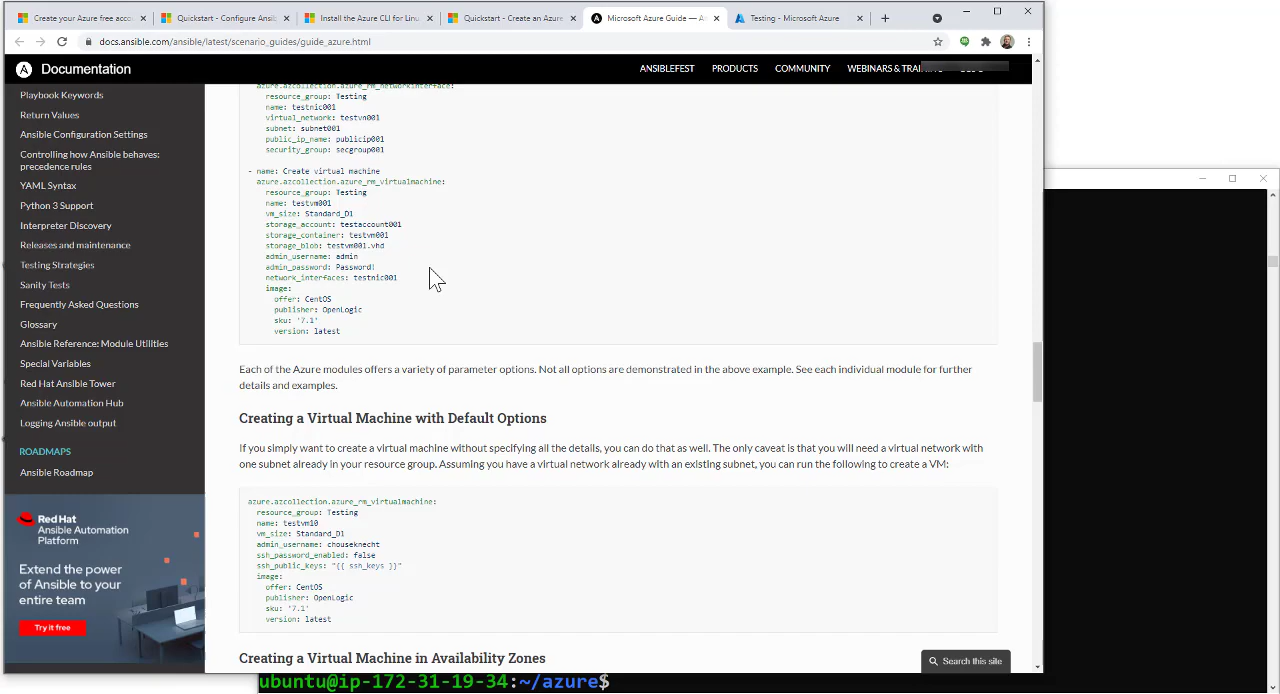 Create your Azure free acco
Quickstart - Configure Ansib
Install the Azure CLI for Linu
Quickstart - Create an Azure
Microsoft Azure Guide — A
Testing - Microsoft Azure
docs.ansible.com/ansible/latest/scenario_guides/guide_azure.html
A Documentation
ANSIBLEFEST PRODUCTS COMMUNITY WEBINARS & TRAINING
Playbook Keywords
Return Values
Ansible Configuration Settings
Controlling how Ansible behaves:
precedence rules
YAML Syntax
Python 3 Support
Interpreter Discovery
Releases and maintenance
Testing Strategies
Sanity Tests
Frequently Asked Questions
Glossary
Ansible Reference: Module Utilities
Special Variables
Red Hat Ansible Tower
Ansible Automation Hub
Logging Ansible output
ROADMAPS
Ansible Roadmap
Red Hat
Ansible Automation
Platform
Extend the power
of Ansible to your
entire team
Try it free
azure.azcollection.azure_rm_networkinterface:
resource_group: Testing
name: testnic001
virtual_network: testvn001
subnet: subnet001
public_ip_name: publicip001
security_group: secgroup001
- name: Create virtual machine
azure.azcollection.azure_rm_virtualmachine:
resource_group: Testing
name: testvm001
vm_size: Standard_D1
storage_account: testaccount001
storage_container: testvm001
storage_blob: testvm001.vhd
admin_username: admin
admin_password: Password!
network_interfaces: testnic001
image:
offer: CentOS
publisher: OpenLogic
sku: '7.1'
version: latest
Each of the Azure modules offers a variety of parameter options. Not all options are demonstrated in the above example. See each individual module for further
details and examples.
Creating a Virtual Machine with Default Options
If you simply want to create a virtual machine without specifying all the details, you can do that as well. The only caveat is that you will need a virtual network with
one subnet already in your resource group. Assuming you have a virtual network already with an existing subnet, you can run the following to create a VM:
azure.azcollection.azure_rm_virtualmachine:
resource_group: Testing
name: testvm10
vm_size: Standard_D1
admin_username: chouseknecht
ssh_password_enabled: false
ssh_public_keys: "{{ ssh_keys }}"
image:
offer: CentOS
publisher: OpenLogic
sku: '7.1'
version: latest
Creating a Virtual Machine in Availability Zones
Search this site
ubuntu@ip-172-31-19-34:~/azure$